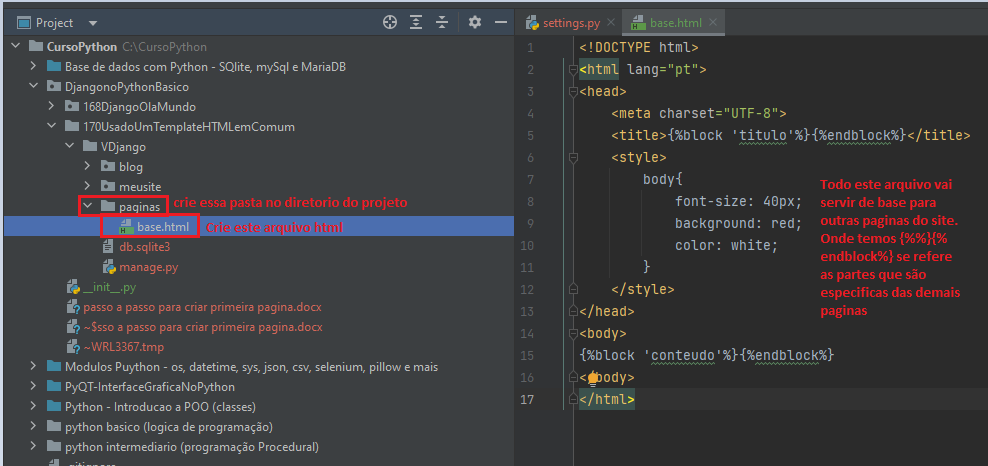 Project
CursoPython C:\CursoPython
Base de dados com Python - SQlite, mySql e MariaDB
DjangonoPythonBasico
168DjangoOlaMundo
170UsadoUmTemplateHTMLemComum
VDjango
blog
meusite
paginas
crie essa pasta no diretorio do projeto
base.html
Crie este arquivo html
db.sqlite3
manage.py
__init__.py
passo a passo para criar primeira pagina.docx
~$sso a passo para criar primeira pagina.docx
~WRL3367.tmp
Modulos Puython - os, datetime, sys, json, csv, selenium, pillow e mais
PyQT-InterfaceGraficaNoPython
Python - Introducao a POO (classes)
python basico (logica de programação)
python intermediario (programação Procedural)
.gitignore
settings.py
base.html
1 <!DOCTYPE html>
2 <html lang="pt">
3 <head>
4 <meta charset="UTF-8">
5 <title>{%block 'titulo'%}{%endblock%}</title>
6 <style>
7 body{
8 font-size: 40px;
9 background: red;
10 color: white;
11 }
12 </style>
13 </head>
14 <body>
15 {%block 'conteudo'%}{%endblock%}
16 </body>
17 </html>
Todo este arquivo vai
servir de base para
outras paginas do site.
Onde temos {%%}{%
endblock%} se refere
as partes que são
especificas das demais
paginas